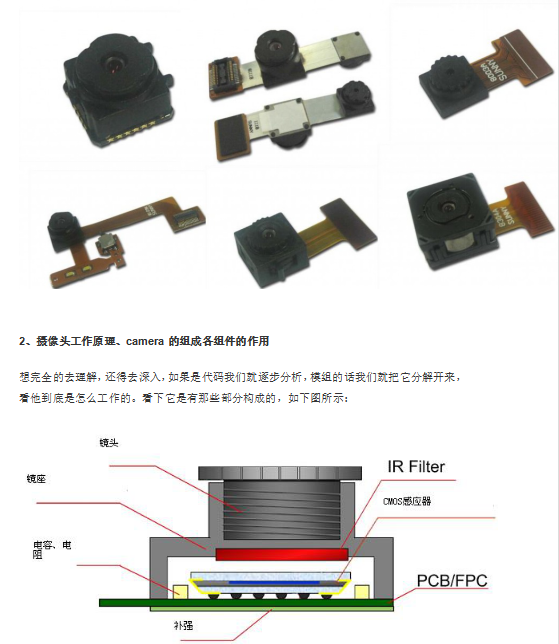 8033A
SUNNY
SUNNY
2、摄像头工作原理、camera 的组成各组件的作用
想完全的去理解，还得去深入，如果是代码我们就逐步分析，模组的话我们就把它分解开来，
看他到底是怎么工作的。看下它是有那些部分构成的，如下图所示：
镜头
IR Filter
镜座
CMOS感应器
电容、电
阻
PCB/FPC
补强